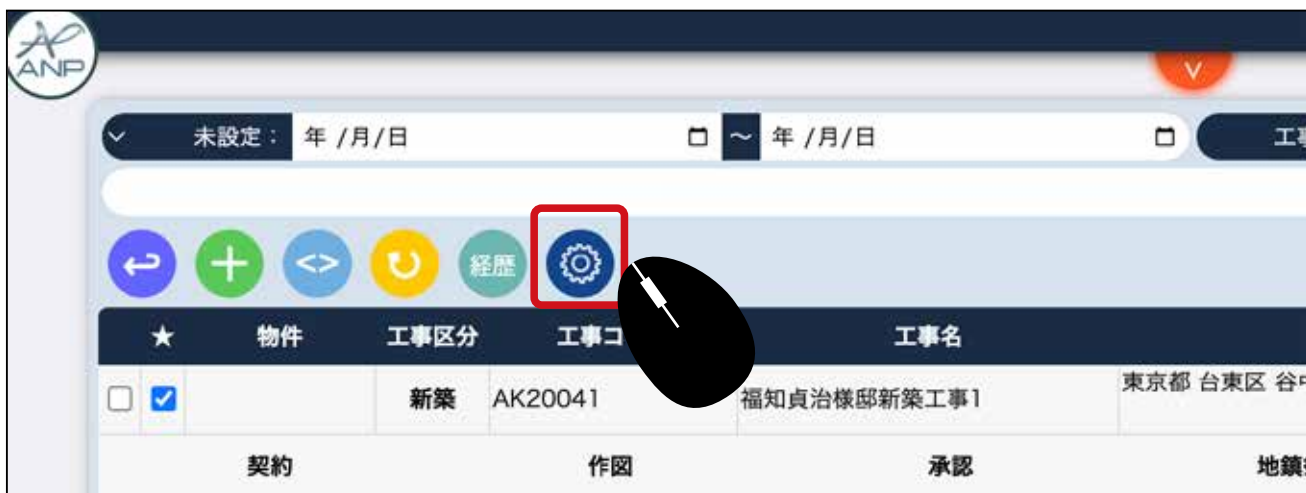 ANP
V
未設定： 年 /月/日 〜 年 /月/日 工事
<> 経歴
★ 物件 工事区分 工事コ 工事名
新築 AK20041 福知貞治様邸新築工事1 東京都 台東区 谷中
契約 作図 承認 地鎮